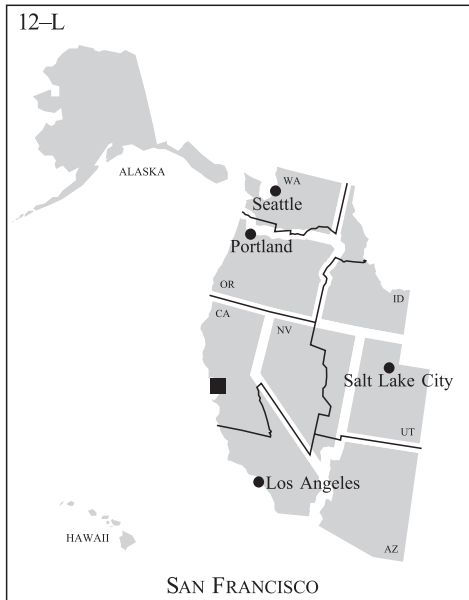 12–L
ALASKA
WA
Seattle
Portland
OR
ID
CA
NV
Salt Lake City
UT
Los Angeles
HAWAII
AZ
SAN FRANCISCO